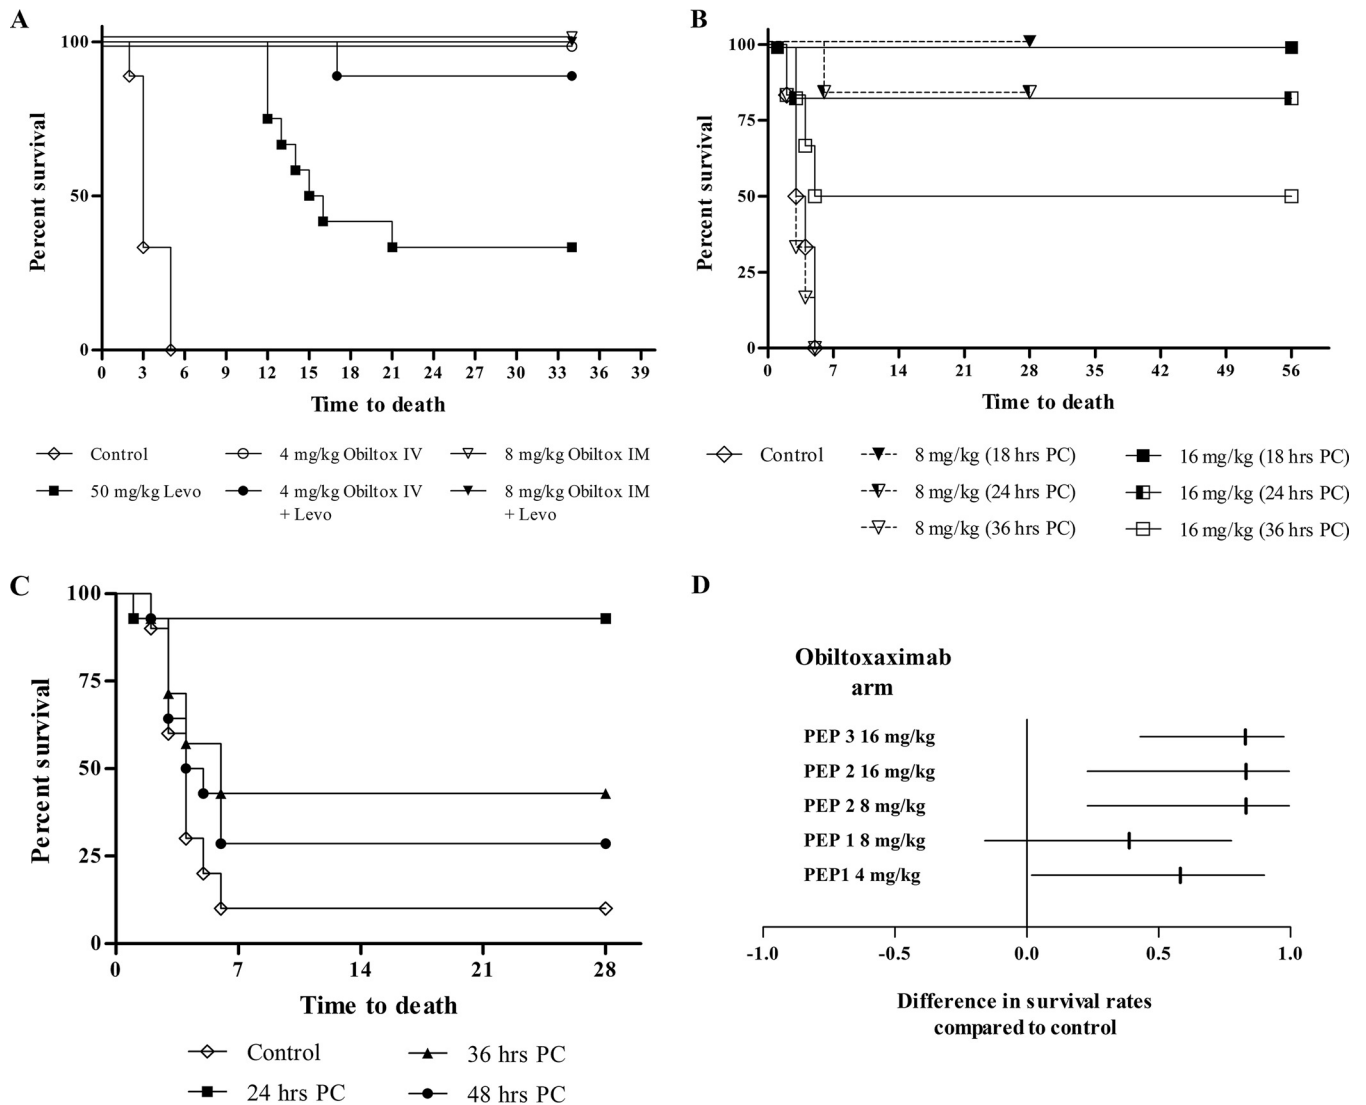 A
Percent survival
100
50
0
0 3 6 9 12 15 18 21 24 27 30 33 36 39
Time to death
Control
4 mg/kg Obiltox IV
8 mg/kg Obiltox IM
50 mg/kg Levo
4 mg/kg Obiltox IV
+ Levo
8 mg/kg Obiltox IM
+ Levo
B
Percent survival
100
75
50
25
0
0 7 14 21 28 35 42 49 56
Time to death
Control
8 mg/kg (18 hrs PC)
16 mg/kg (18 hrs PC)
8 mg/kg (24 hrs PC)
16 mg/kg (24 hrs PC)
8 mg/kg (36 hrs PC)
16 mg/kg (36 hrs PC)
C
Percent survival
100
75
50
25
0
0 7 14 21 28
Time to death
Control
36 hrs PC
24 hrs PC
48 hrs PC
D
Obiltoxaximab
arm
PEP 3 16 mg/kg
PEP 2 16 mg/kg
PEP 2 8 mg/kg
PEP 1 8 mg/kg
PEP1 4 mg/kg
-1.0 -0.5 0.0 0.5 1.0
Difference in survival rates
compared to control